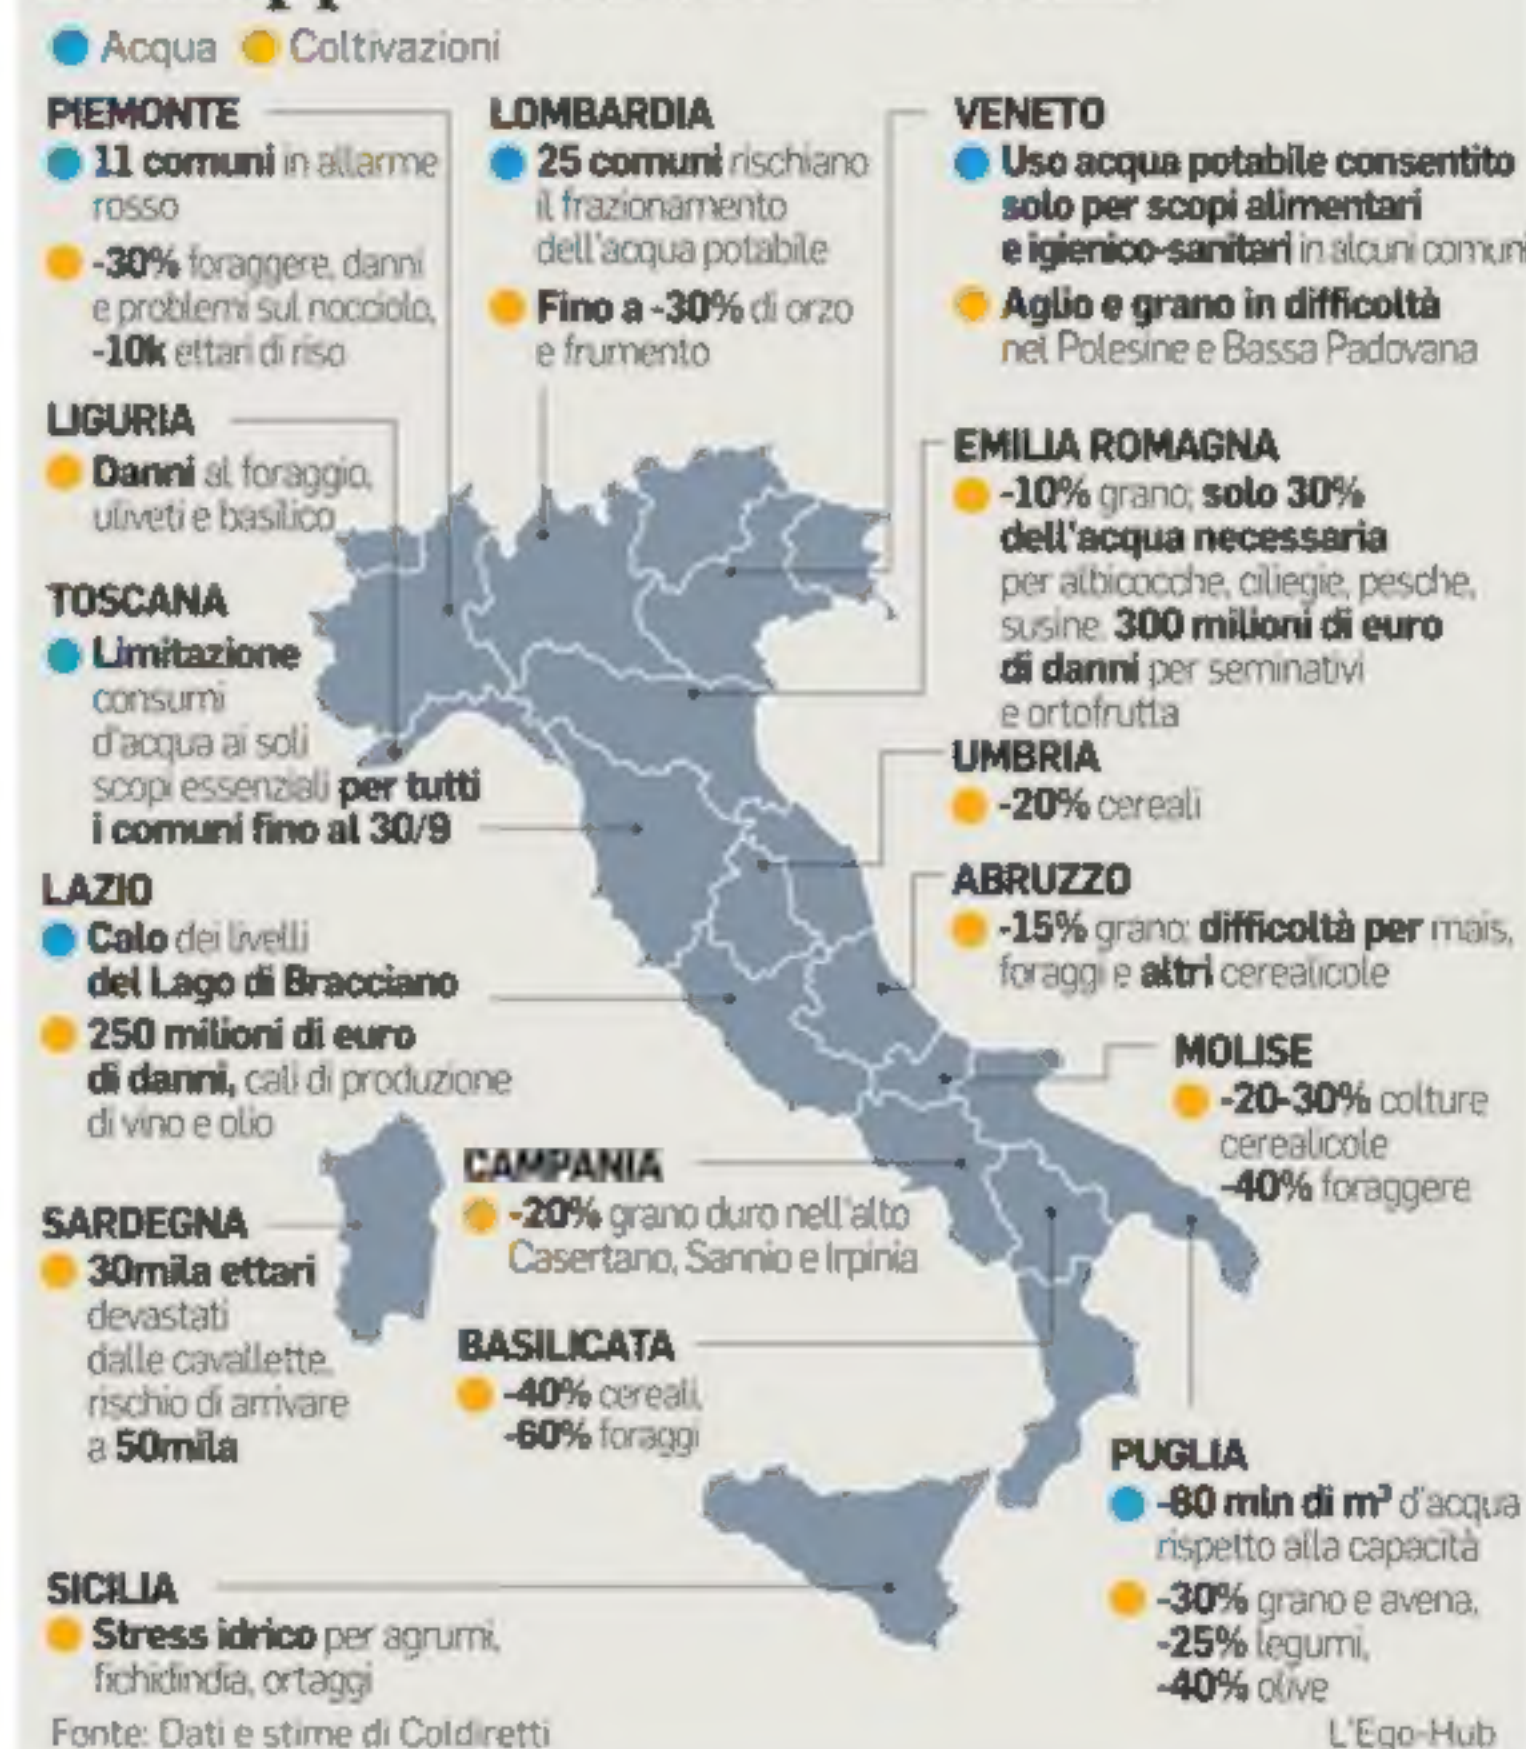 Acqua Coltivazioni
PIEMONTE
11 comuni in allarme
rosso
-30% foraggere, danni
e problemi sul nocciolo,
-10k ettari di riso
LOMBARDIA
25 comuni rischiano
il frazionamento
dell'acqua potabile
Fino a -30% di orzo
e frumento
VENETO
Uso acqua potabile consentito
solo per scopi alimentari
e igienico-sanitari in alcuni comuni
Aglio e grano in difficoltà
nel Polesine e Bassa Padovana
LIGURIA
Danni al foraggio,
uliveti e basilico
EMILIA ROMAGNA
-10% grano; solo 30%
dell'acqua necessaria
per albicocche, ciliegie, pesche,
susine. 300 milioni di euro
di danni per seminativi
e ortofrutta
TOSCANA
Limitazione
consumi
d'acqua ai soli
scopi essenziali per tutti
i comuni fino al 30/9
UMBRIA
-20% cereali
LAZIO
Calo dei livelli
del Lago di Bracciano
250 milioni di euro
di danni, cali di produzione
di vino e olio
ABRUZZO
-15% grano; difficoltà per mais,
foraggi e altri cerealicole
MOLISE
-20-30% colture
cerealicole
-40% foraggere
SARDEGNA
30mila ettari
devastati
dalle cavallette,
rischio di arrivare
a 50mila
CAMPANIA
-20% grano duro nell'alto
Casertano, Sannio e Irpinia
BASILICATA
-40% cereali,
-60% foraggi
PUGLIA
-80 mln di m³ d'acqua
rispetto alla capacità
-30% grano e avena,
-25% legumi,
-40% olive
SICILIA
Stress idrico per agrumi,
fichidindia, ortaggi
Fonte: Dati e stime di Coldiretti
L'Ego-Hub